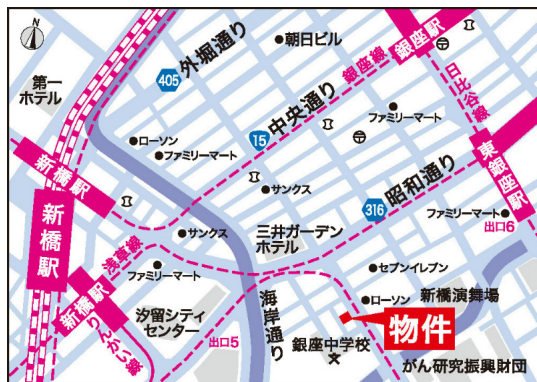 N
外堀通り
405
朝日ビル
銀座線
銀座駅
第一
ホテル
日比谷線
中央通り
15
ファミリーマート
ローソン
ファミリーマート
新橋駅
サンクス
昭和通り
316
東銀座駅
新橋駅
サンクス
三井ガーデン
ホテル
ファミリーマート
出口6
浅草線
ファミリーマート
セブンイレブン
新橋駅
りんかい線
汐留シティ
センター
海岸通り
ローソン
新橋演舞場
物件
出口5
銀座中学校
がん研究振興財団